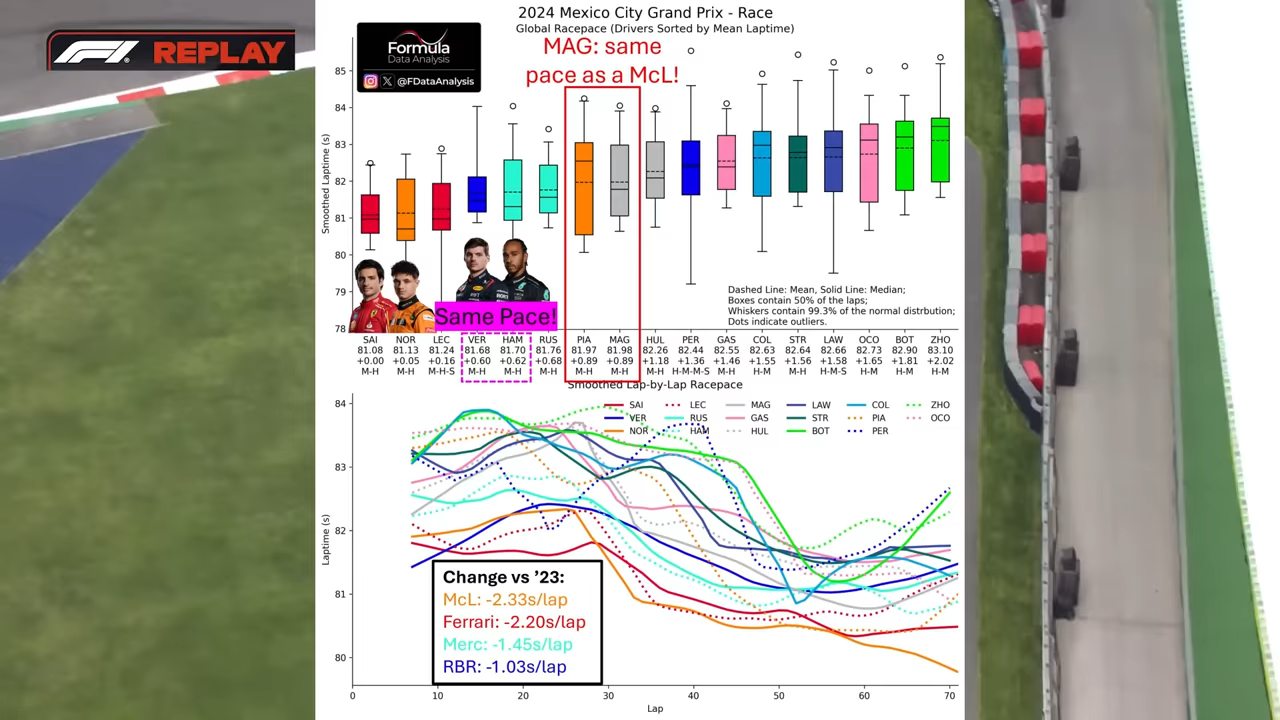 F1 REPLAY
2024 Mexico City Grand Prix - Race
Global Racepace (Drivers Sorted by Mean Laptime)
Formula
Data Analysis
@FDataAnalysis
MAG: same
pace as a McL!
Smoothed Laptime (s)
85
84
83
82
81
80
79
78
Same Pace!
Dashed Line: Mean, Solid Line: Median;
Boxes contain 50% of the laps;
Whiskers contain 99.3% of the normal distrbution;
Dots indicate outliers.
SAI NOR LEC VER HAM RUS PIA MAG HUL PER GAS COL STR LAW OCO BOT ZHO
81.08 81.13 81.24 81.68 81.70 81.76 81.97 81.98 82.26 82.44 82.55 82.63 82.64 82.66 82.73 82.90 83.10
+0.00 +0.05 +0.16 +0.60 +0.62 +0.68 +0.89 +0.89 +1.18 +1.36 +1.46 +1.55 +1.56 +1.58 +1.65 +1.81 +2.02
M-H M-H M-H-S M-H M-H M-H M-H M-H M-H H-M-M-S M-H H-M M-H H-M-S H-M H-M H-M
Smoothed Lap-by-Lap Racepace
SAI LEC MAG LAW COL ZHO
VER RUS GAS STR PIA OCO
NOR HAM HUL BOT PER
Laptime (s)
84
83
82
81
80
Change vs ’23:
McL: -2.33s/lap
Ferrari: -2.20s/lap
Merc: -1.45s/lap
RBR: -1.03s/lap
0 10 20 30 40 50 60 70
Lap